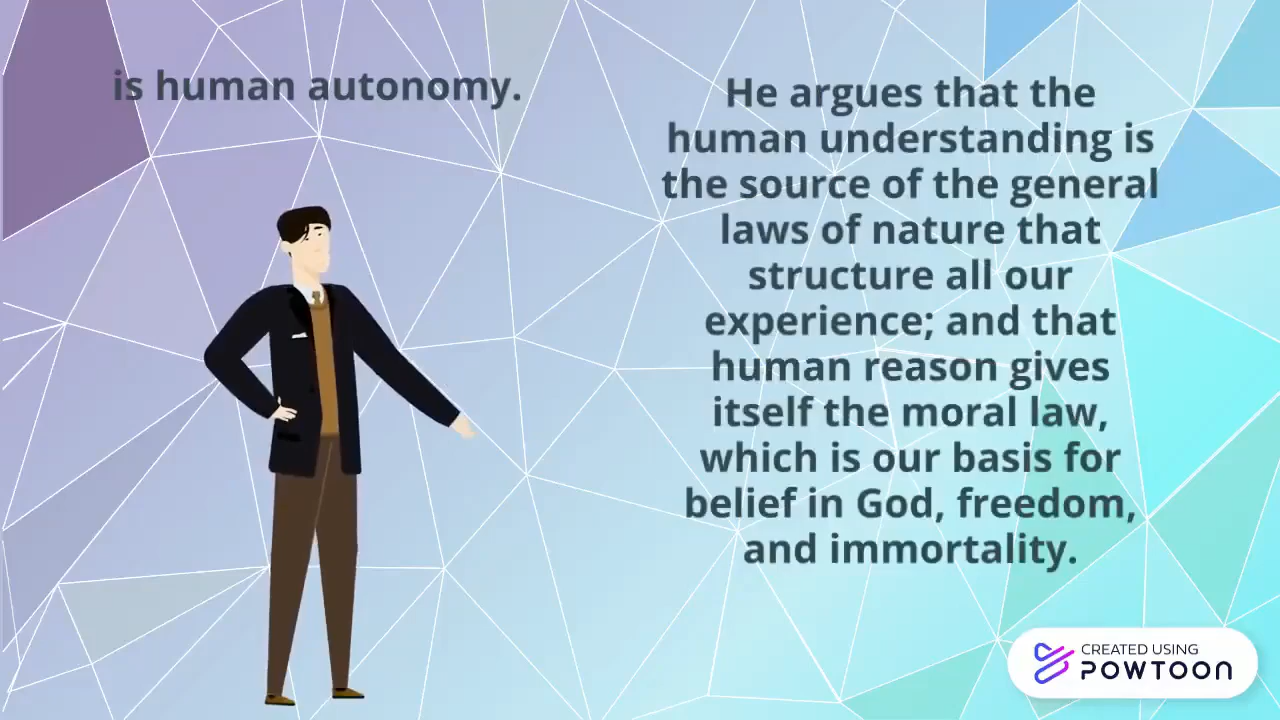 is human autonomy.
He argues that the
human understanding is
the source of the general
laws of nature that
structure all our
experience; and that
human reason gives
itself the moral law,
which is our basis for
belief in God, freedom,
and immortality.
CREATED USING
POWTOON